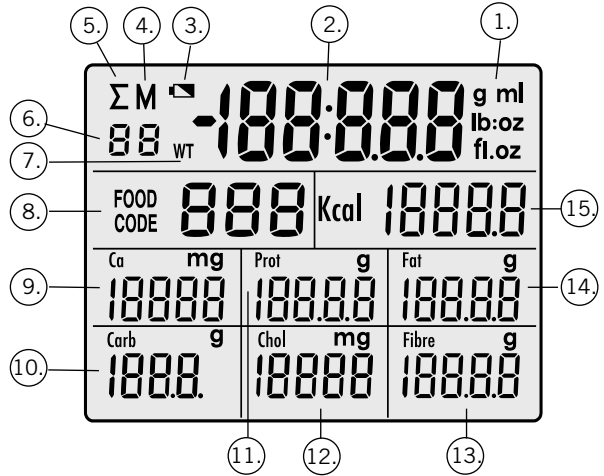 5. 4. 3. 2. 1.
Σ M -188:8.8.8 g ml
lb:oz
6. 88 WT fl.oz
7.
8. FOOD CODE 888 Kcal 1888.8 15.
Ca mg Prot g Fat g
9. 18888 188.8.8 188.8.8 14.
Carb g Chol mg Fibre g
10. 188.8. 18888 188.8.8
11. 12. 13.